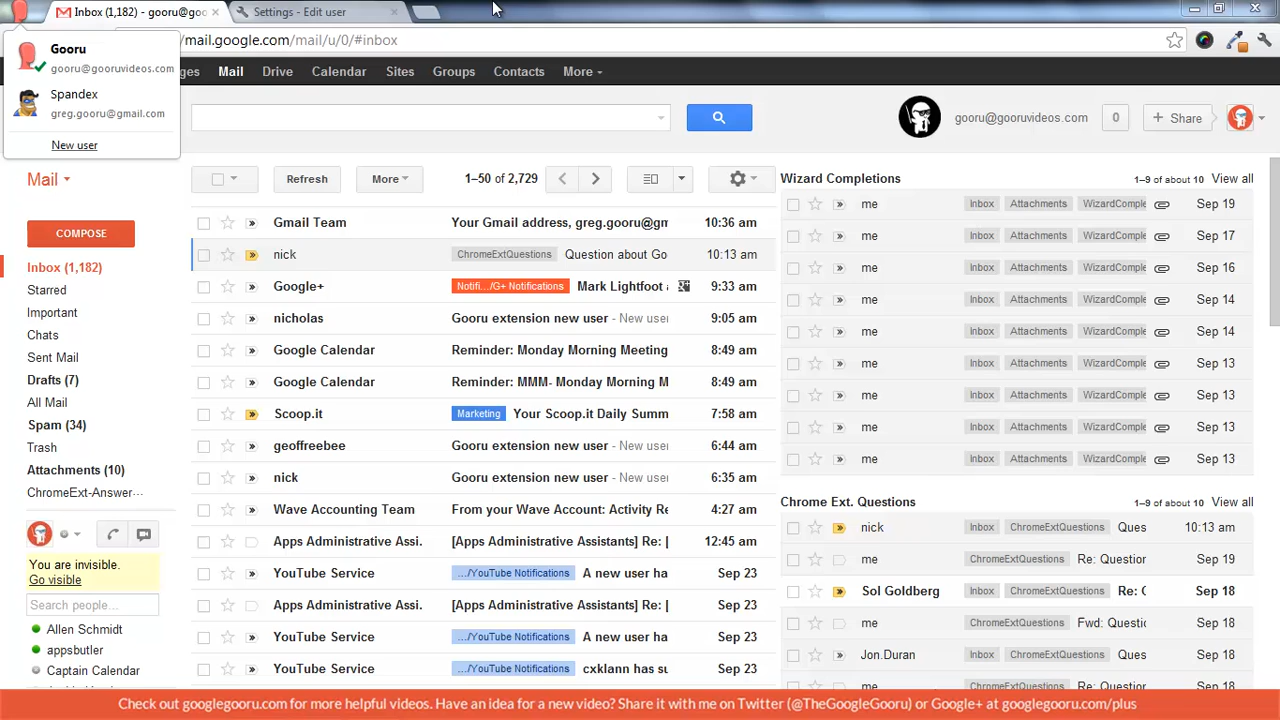 Inbox (1,182) - gooru@goo
Settings - Edit user
mail.google.com/mail/u/0/#inbox
Gooru
gooru@gooruvideos.com
Spandex
greg.gooru@gmail.com
New user
Mail Drive Calendar Sites Groups Contacts More
gooru@gooruvideos.com 0 + Share
Mail
Refresh More 1–50 of 2,729
COMPOSE
Inbox (1,182)
Starred
Important
Chats
Sent Mail
Drafts (7)
All Mail
Spam (34)
Trash
Attachments (10)
ChromeExt-Answer...
You are invisible.
Go visible
Search people...
Allen Schmidt
appsbutler
Captain Calendar
Gmail Team Your Gmail address, greg.gooru@gm 10:36 am
nick ChromeExtQuestions Question about Go 10:13 am
Google+ Notifi.../G+ Notifications Mark Lightfoot 9:33 am
nicholas Gooru extension new user - New user 9:05 am
Google Calendar Reminder: Monday Morning Meeting 8:49 am
Google Calendar Reminder: MMM- Monday Morning M 8:49 am
Scoop.it Marketing Your Scoop.it Daily Summ 7:58 am
geoffreebee Gooru extension new user - New user 6:44 am
nick Gooru extension new user - New user 6:35 am
Wave Accounting Team From your Wave Account: Activity Re 4:27 am
Apps Administrative Assi. [Apps Administrative Assistants] Re: [ 12:45 am
YouTube Service .../YouTube Notifications A new user ha Sep 23
Apps Administrative Assi. [Apps Administrative Assistants] Re: [ Sep 23
YouTube Service .../YouTube Notifications A new user ha Sep 23
YouTube Service .../YouTube Notifications cxklann has su Sep 23
Wizard Completions 1–9 of about 10 View all
me Inbox Attachments WizardComple Sep 19
me Inbox Attachments WizardComple Sep 17
me Inbox Attachments WizardComple Sep 16
me Inbox Attachments WizardComple Sep 14
me Inbox Attachments WizardComple Sep 14
me Inbox Attachments WizardComple Sep 13
me Inbox Attachments WizardComple Sep 13
me Inbox Attachments WizardComple Sep 13
me Inbox Attachments WizardComple Sep 13
Chrome Ext. Questions 1–9 of about 10 View all
nick Inbox ChromeExtQuestions Ques 10:13 am
me Inbox ChromeExtQuestions Re: Question Sep 19
Sol Goldberg Inbox ChromeExtQuestions Re: Sep 18
me Inbox ChromeExtQuestions Fwd: Questic Sep 18
Jon.Duran Inbox ChromeExtQuestions Ques Sep 18
me
Check out googlegooru.com for more helpful videos. Have an idea for a new video? Share it with me on Twitter (@TheGoogleGooru) or Google+ at googlegooru.com/plus